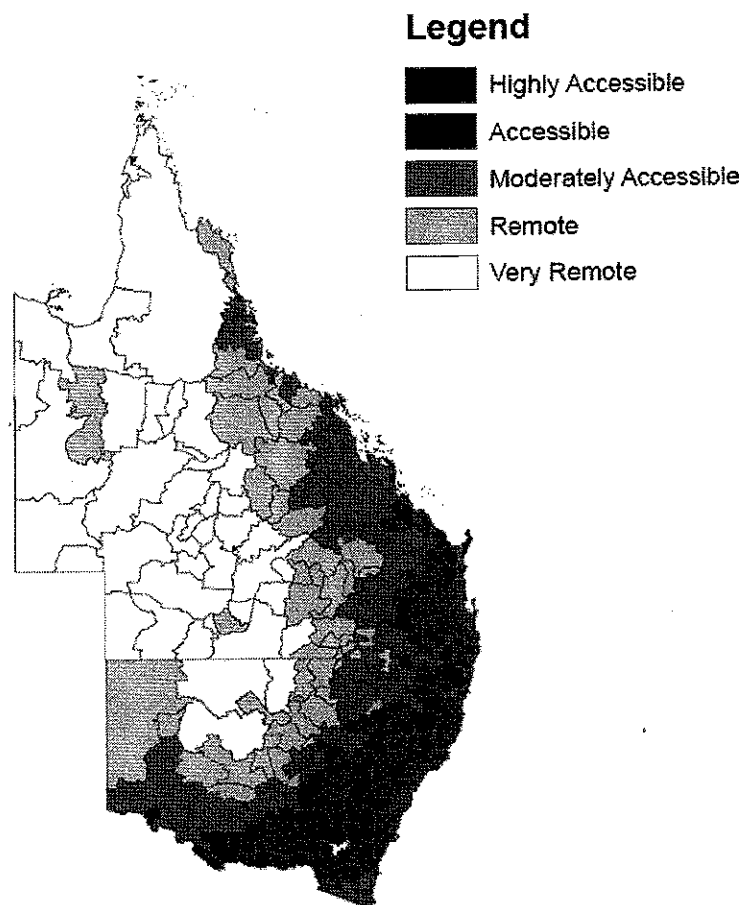 Legend
Highly Accessible
Accessible
Moderately Accessible
Remote
Very Remote